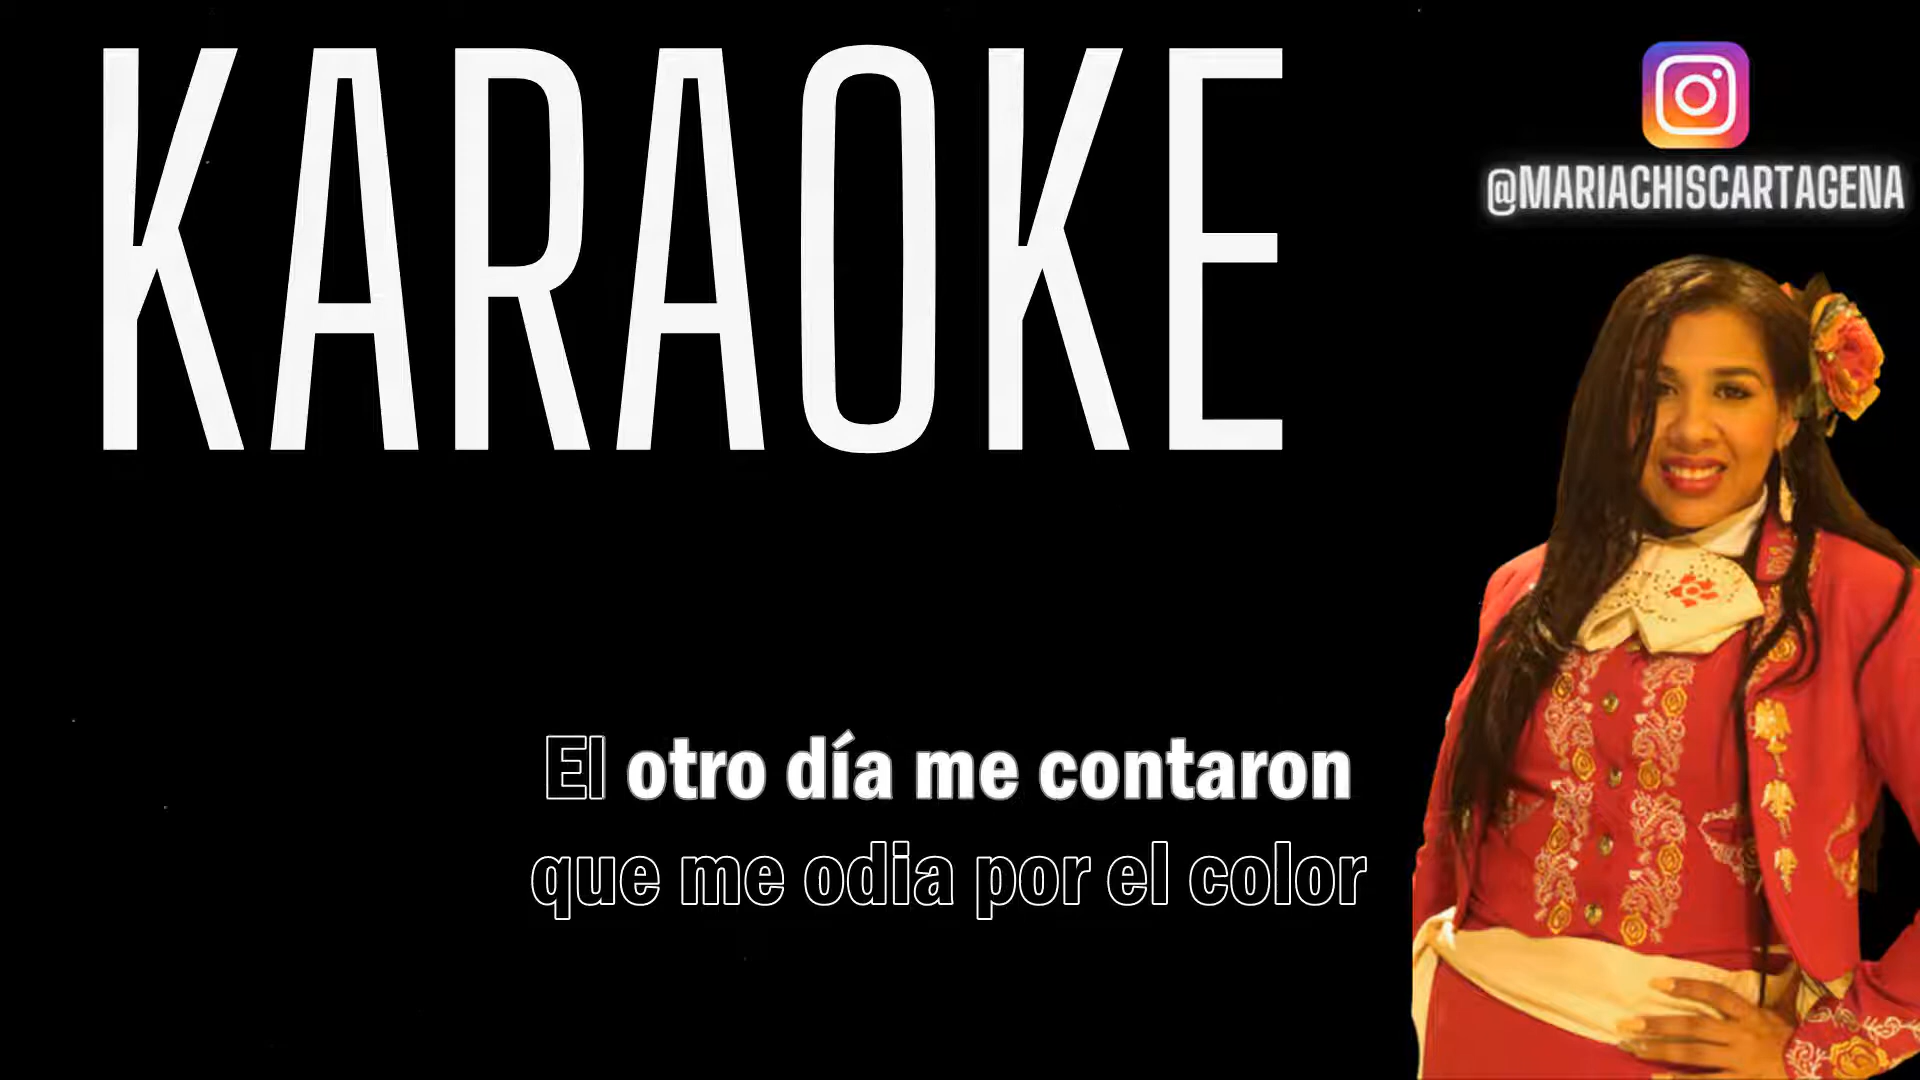 KARAOKE
@MARIACHISCARTAGENA
El otro día me contaron
que me odia por el color